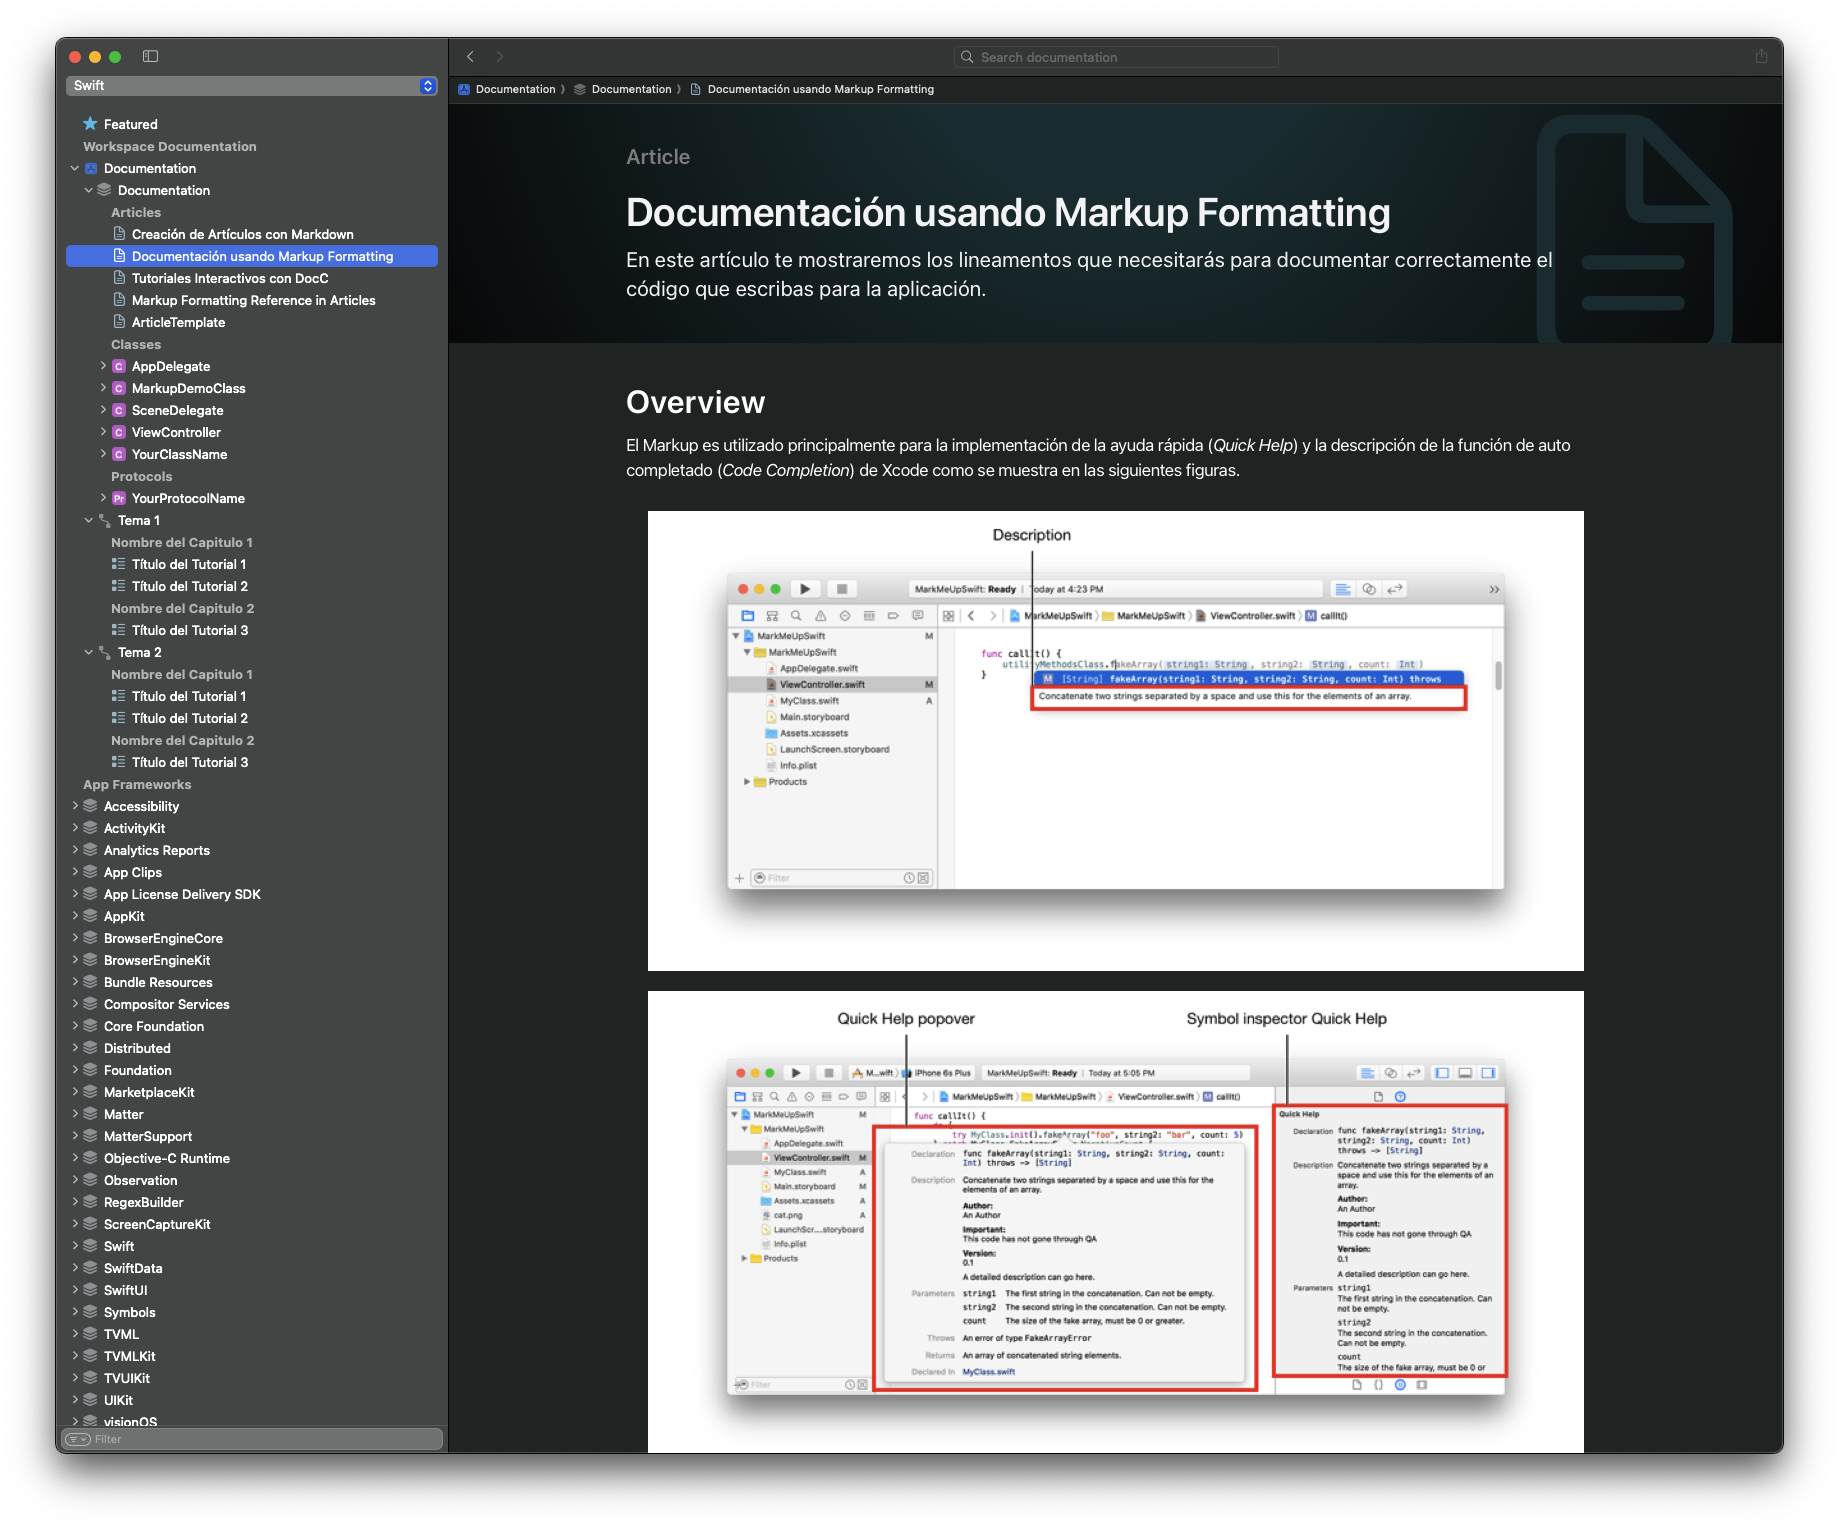 Swift
Featured
Workspace Documentation
Documentation
Documentation
Articles
Creación de Artículos con Markdown
Documentación usando Markup Formatting
Tutoriales Interactivos con DocC
Markup Formatting Reference in Articles
ArticleTemplate
Classes
C AppDelegate
C MarkupDemoClass
C SceneDelegate
C ViewController
C YourClassName
Protocols
Pr YourProtocolName
Tema 1
Nombre del Capitulo 1
Título del Tutorial 1
Título del Tutorial 2
Nombre del Capitulo 2
Título del Tutorial 3
Tema 2
Nombre del Capitulo 1
Título del Tutorial 1
Título del Tutorial 2
Nombre del Capitulo 2
Título del Tutorial 3
App Frameworks
Accessibility
ActivityKit
Analytics Reports
App Clips
App License Delivery SDK
AppKit
BrowserEngineCore
BrowserEngineKit
Bundle Resources
Compositor Services
Core Foundation
Distributed
Foundation
MarketplaceKit
Matter
MatterSupport
Objective-C Runtime
Observation
RegexBuilder
ScreenCaptureKit
Swift
SwiftData
SwiftUI
Symbols
TVML
TVMLKit
TVUIKit
UIKit
visionOS
Filter
Search documentation
Documentation 〉 Documentation 〉 Documentación usando Markup Formatting
Article
Documentación usando Markup Formatting
En este artículo te mostraremos los lineamentos que necesitarás para documentar correctamente el
código que escribas para la aplicación.
Overview
El Markup es utilizado principalmente para la implementación de la ayuda rápida (Quick Help) y la descripción de la función de auto
completado (Code Completion) de Xcode como se muestra en las siguientes figuras.
Description
MarkMeUpSwift: Ready | Today at 4:23 PM
MarkMeUpSwift 〉 MarkMeUpSwift 〉 ViewController.swift 〉 M callIt()
MarkMeUpSwift M
MarkMeUpSwift
AppDelegate.swift
ViewController.swift M
MyClass.swift A
Main.storyboard
Assets.xcassets
LaunchScreen.storyboard
Info.plist
Products
Filter
func callIt() {
utilityMethodsClass.fakeArray(string1: String, string2: String, count: Int)
}
M [String] fakeArray(string1: String, string2: String, count: Int) throws
Concatenate two strings separated by a space and use this for the elements of an array.
Quick Help popover
Symbol inspector Quick Help
M...wift 〉 iPhone 6s Plus
MarkMeUpSwift: Ready | Today at 5:05 PM
MarkMeUpSwift 〉 MarkMeUpSwift 〉 ViewController.swift 〉 M callIt()
MarkMeUpSwift M
MarkMeUpSwift
AppDelegate.swift
ViewController.swift M
MyClass.swift A
Main.storyboard M
Assets.xcassets A
cat.png A
LaunchScr....storyboard
Info.plist
Products
Filter
func callIt() {
try MyClass.init().fakeArray("foo", string2: "bar", count: 5)
Declaration func fakeArray(string1: String, string2: String, count:
Int) throws -> [String]
Description Concatenate two strings separated by a space and use this for the
elements of an array.
Author:
An Author
Important:
This code has not gone through QA
Version:
0.1
A detailed description can go here.
Parameters string1 The first string in the concatenation. Can not be empty.
string2 The second string in the concatenation. Can not be empty.
count The size of the fake array, must be 0 or greater.
Throws An error of type FakeArrayError
Returns An array of concatenated string elements.
Declared In MyClass.swift
Quick Help
Declaration func fakeArray(string1: String,
string2: String, count: Int)
throws -> [String]
Description Concatenate two strings separated by a
space and use this for the elements of an
array.
Author:
An Author
Important:
This code has not gone through QA
Version:
0.1
A detailed description can go here.
Parameters string1
The first string in the concatenation. Can
not be empty.
string2
The second string in the concatenation.
Can not be empty.
count
The size of the fake array, must be 0 or